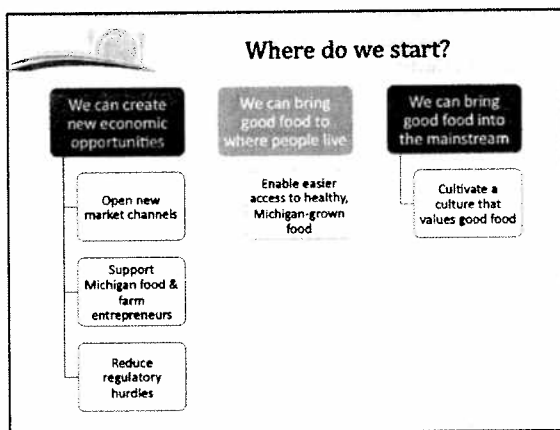 Where do we start?
We can create
new economic
opportunities
Open new
market channels
Support
Michigan food &
farm
entrepreneurs
Reduce
regulatory
hurdles
We can bring
good food to
where people live
Enable easier
access to healthy,
Michigan-grown
food
We can bring
good food into
the mainstream
Cultivate a
culture that
values good food